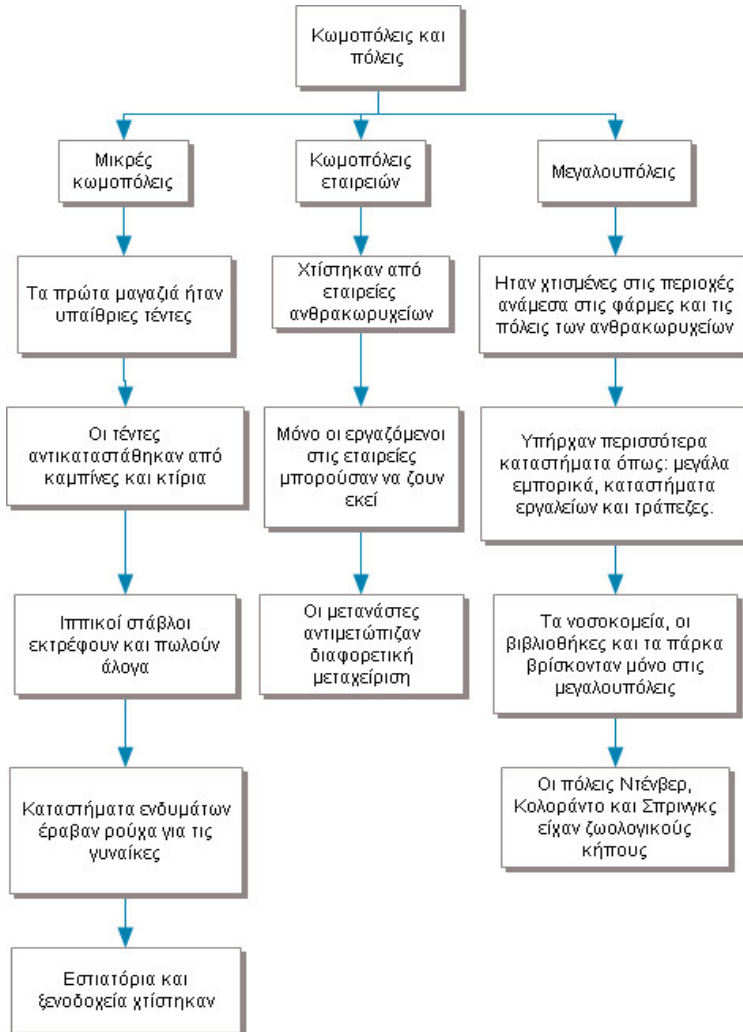 Κωμοπόλεις και
πόλεις
Μικρές
κωμοπόλεις
Κωμοπόλεις
εταιρειών
Μεγαλουπόλεις
Τα πρώτα μαγαζιά ήταν
υπαίθριες τέντες
Χτίστηκαν από
εταιρείες
ανθρακωρυχείων
Ηταν χτισμένες στις περιοχές
ανάμεσα στις φάρμες και τις
πόλεις των ανθρακωρυχείων
Οι τέντες
αντικαταστάθηκαν από
καμπίνες και κτίρια
Μόνο οι εργαζόμενοι
στις εταιρείες
μπορούσαν να ζουν
εκεί
Υπήρχαν περισσότερα
καταστήματα όπως: μεγάλα
εμπορικά, καταστήματα
εργαλείων και τράπεζες.
Ιππικοί στάβλοι
εκτρέφουν και πωλούν
άλογα
Οι μετανάστες
αντιμετώπιζαν
διαφορετική
μεταχείριση
Τα νοσοκομεία, οι
βιβλιοθήκες και τα πάρκα
βρίσκονταν μόνο στις
μεγαλουπόλεις
Καταστήματα ενδυμάτων
έραβαν ρούχα για τις
γυναίκες
Οι πόλεις Ντένβερ,
Κολοράντο και Σπρινγκς
είχαν ζωολογικούς
κήπους
Εστιατόρια και
ξενοδοχεία χτίστηκαν